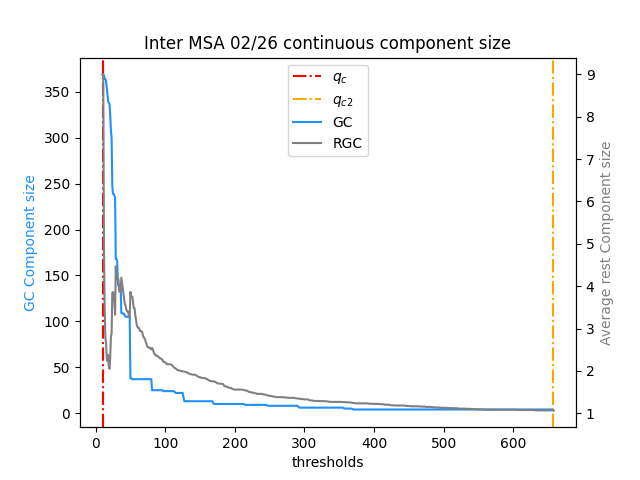 Inter MSA 02/26 continuous component size
q_c
q_c2
GC
RGC
350
300
250
200
150
100
50
0
GC Component size
9
8
7
6
5
4
3
2
1
Average rest Component size
0 100 200 300 400 500 600
thresholds